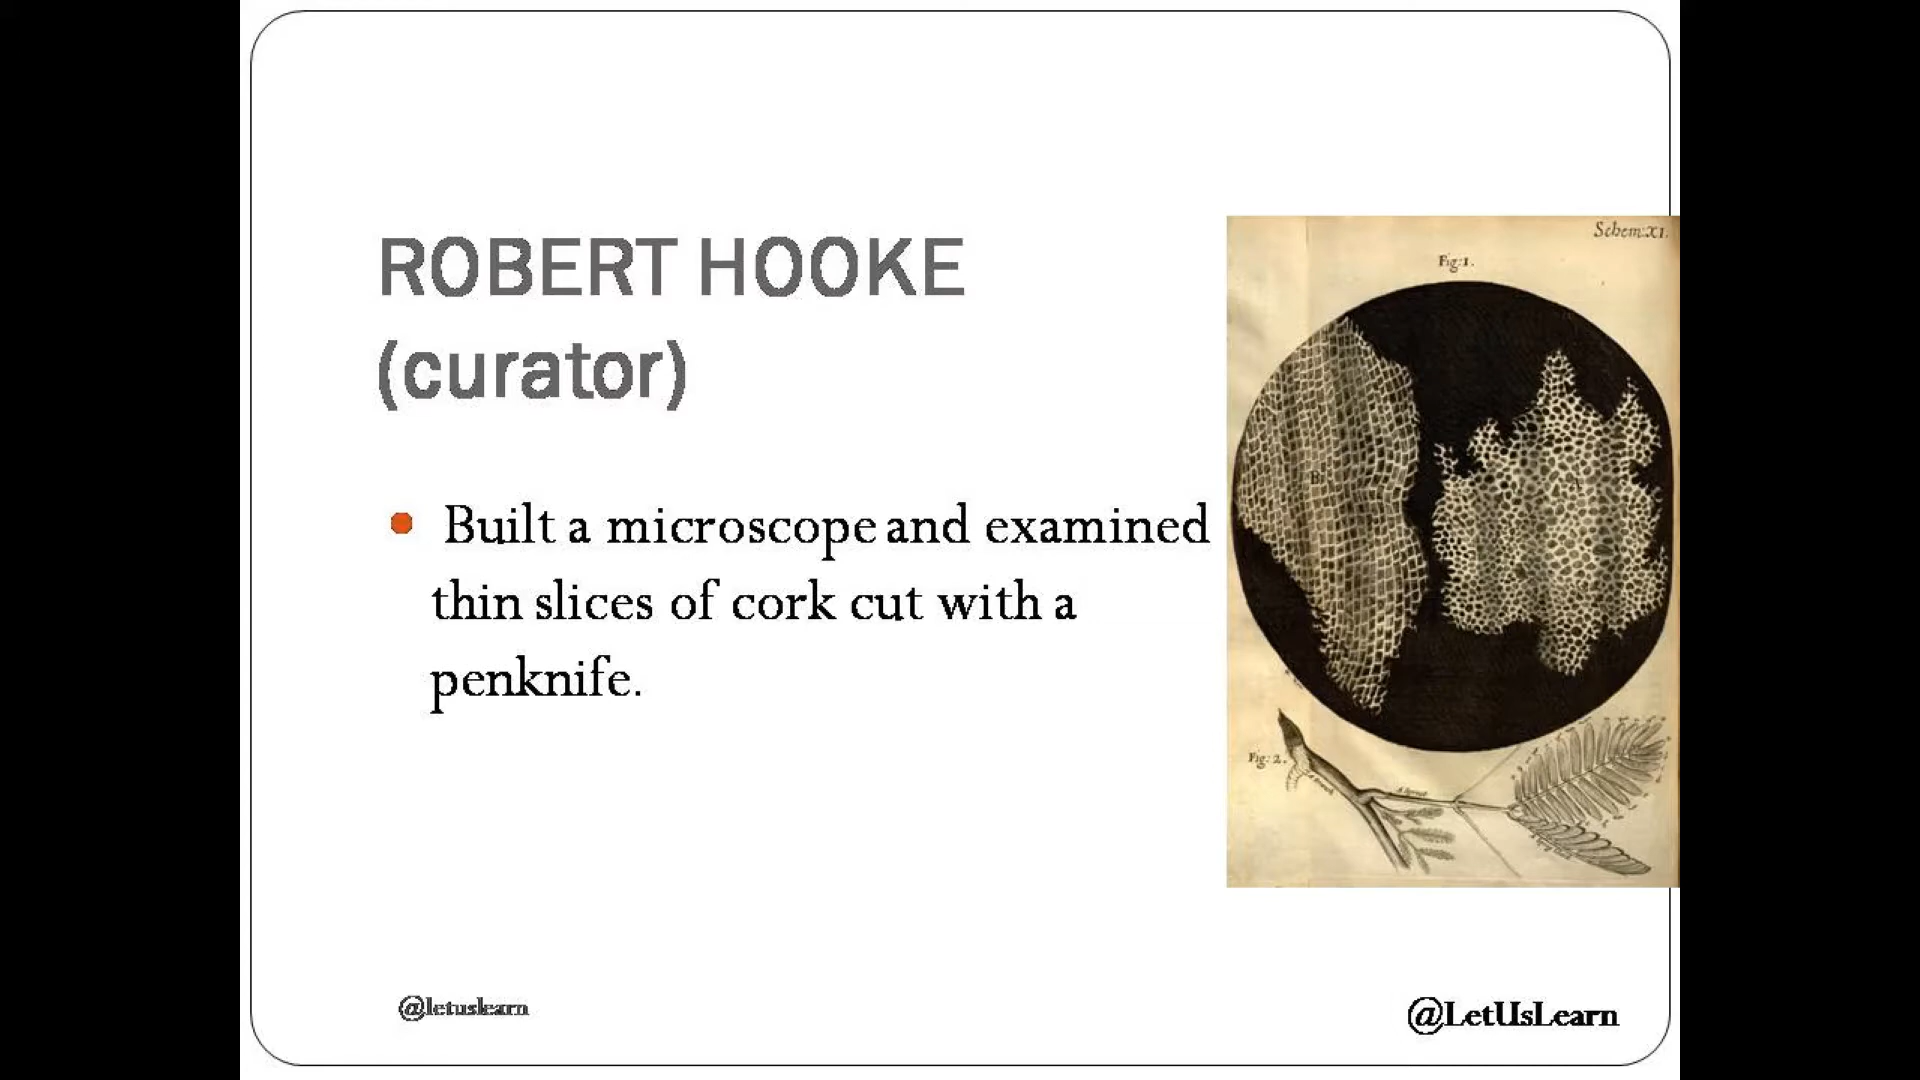 ROBERT HOOKE
(curator)
Built a microscope and examined
thin slices of cork cut with a
penknife.
Schem: XI.
Fig: 1.
B
A
Fig: 2.
@letuslearn
@LetUsLearn